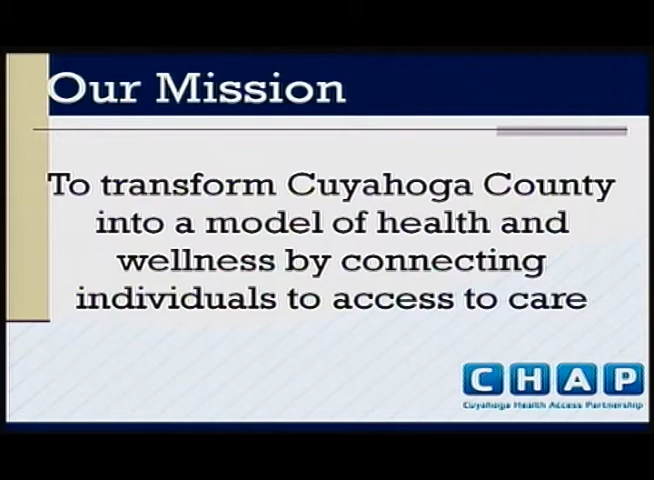 Our Mission
To transform Cuyahoga County
into a model of health and
wellness by connecting
individuals to access to care
CHAP
Cuyahoga Health Access Partnership